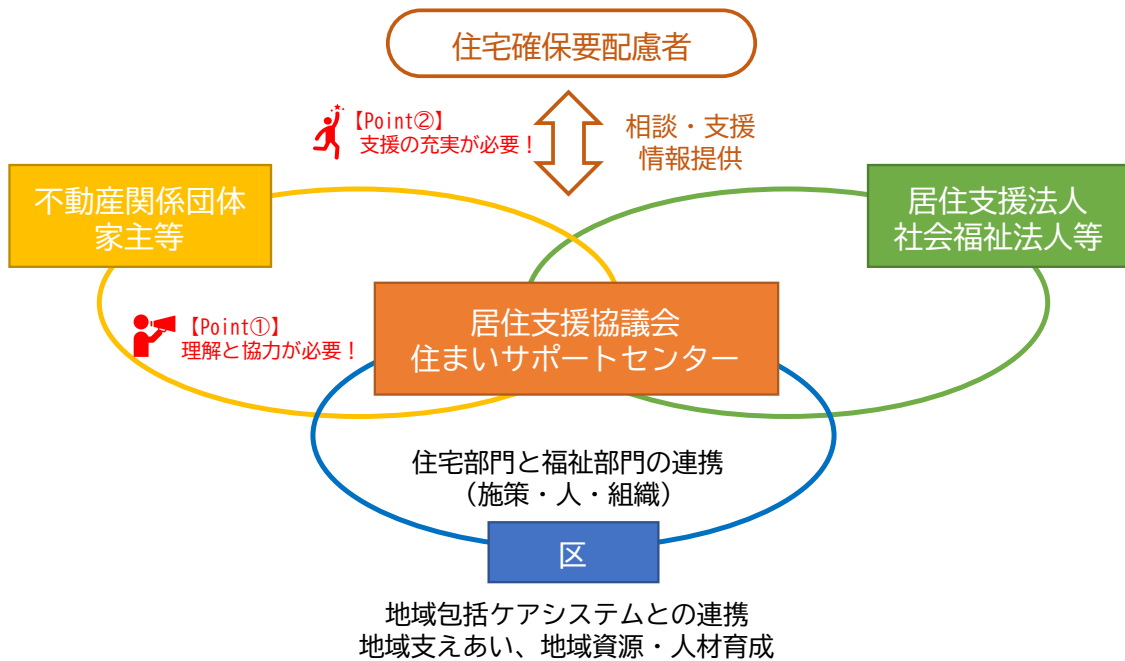 住宅確保要配慮者
【Point②】
支援の充実が必要！
相談・支援
情報提供
不動産関係団体
家主等
居住支援法人
社会福祉法人等
【Point①】
理解と協力が必要！
居住支援協議会
住まいサポートセンター
住宅部門と福祉部門の連携
（施策・人・組織）
区
地域包括ケアシステムとの連携
地域支えあい、地域資源・人材育成